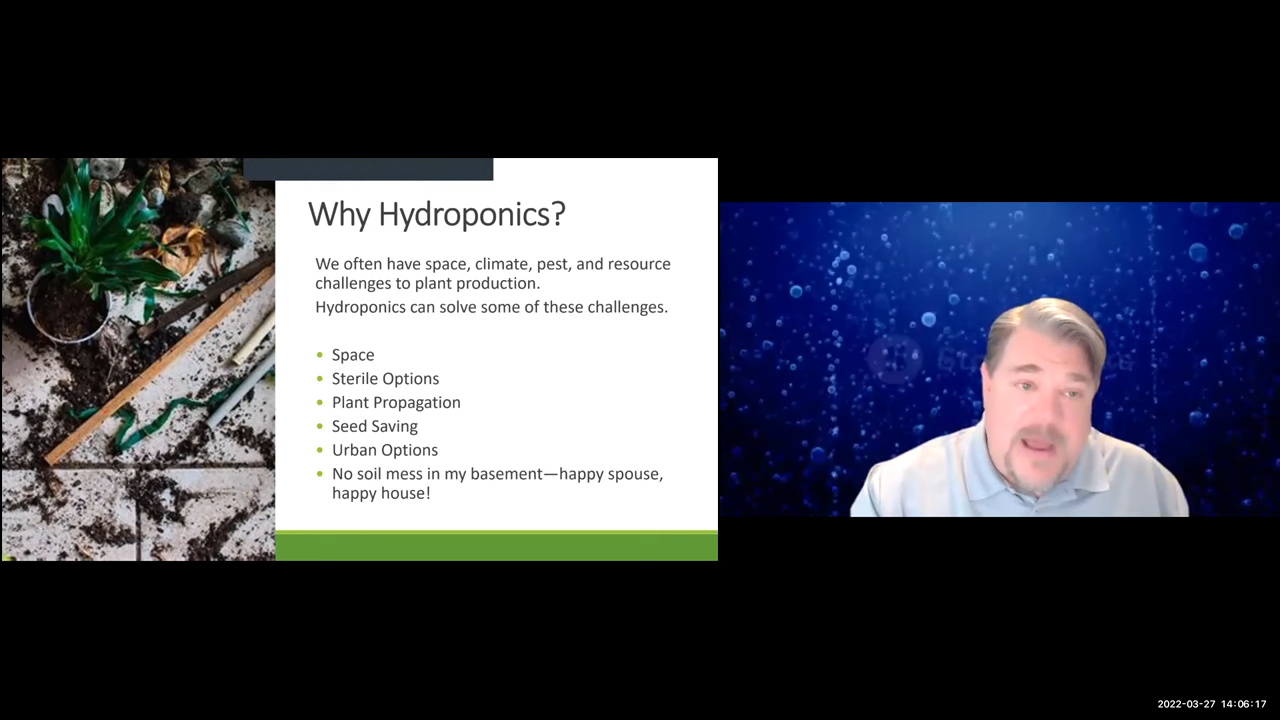 Why Hydroponics?
We often have space, climate, pest, and resource
challenges to plant production.
Hydroponics can solve some of these challenges.
• Space
• Sterile Options
• Plant Propagation
• Seed Saving
• Urban Options
• No soil mess in my basement—happy spouse,
happy house!
2022-03-27 14:06:17